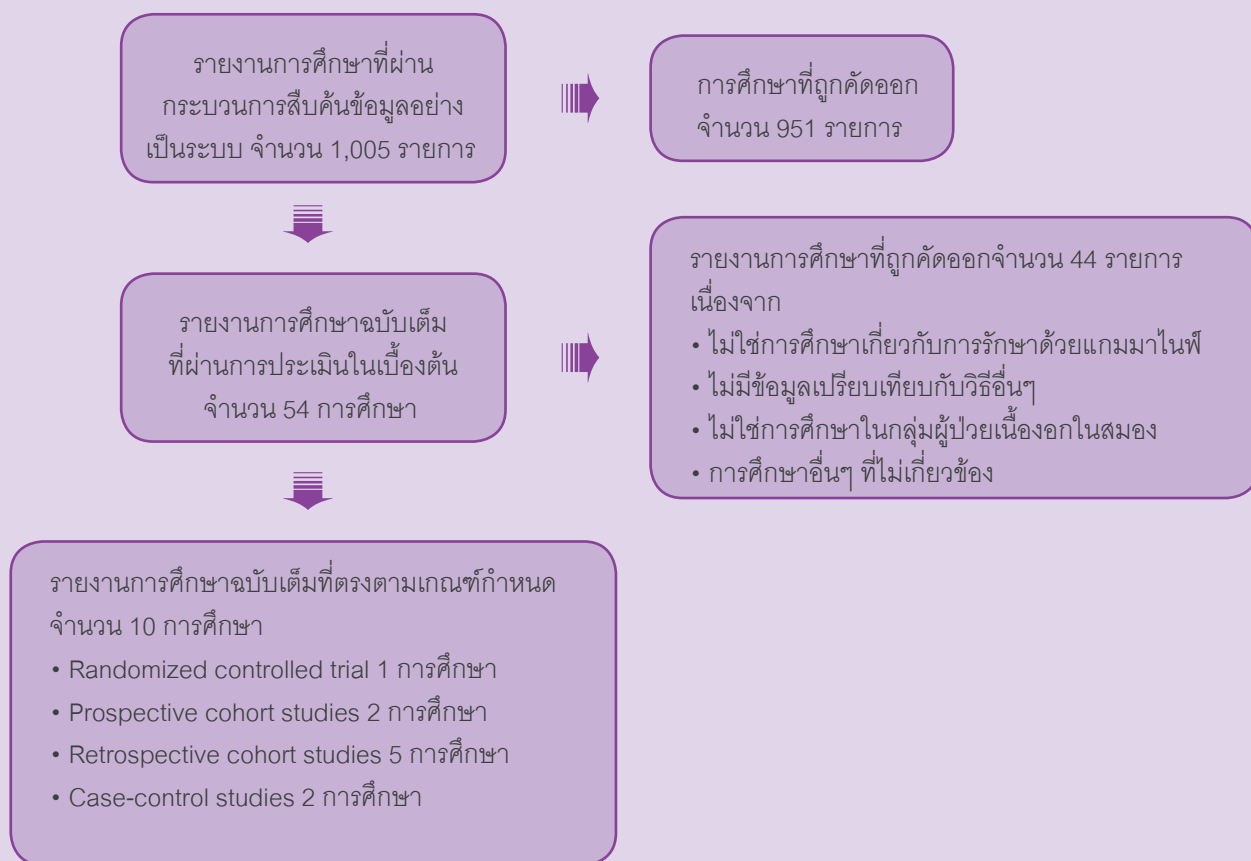 รายงานการศึกษาที่ผ่าน
กระบวนการสืบค้นข้อมูลอย่าง
เป็นระบบ จำนวน 1,005 รายการ
การศึกษาที่ถูกคัดออก
จำนวน 951 รายการ
รายงานการศึกษาฉบับเต็ม
ที่ผ่านการประเมินในเบื้องต้น
จำนวน 54 การศึกษา
รายงานการศึกษาที่ถูกคัดออกจำนวน 44 รายการ
เนื่องจาก
• ไม่ใช่การศึกษาเกี่ยวกับการรักษาด้วยแกมมาไนฟ์
• ไม่มีข้อมูลเปรียบเทียบกับวิธีอื่นๆ
• ไม่ใช่การศึกษาในกลุ่มผู้ป่วยเนื้องอกในสมอง
• การศึกษาอื่นๆ ที่ไม่เกี่ยวข้อง
รายงานการศึกษาฉบับเต็มที่ตรงตามเกณฑ์กำหนด
จำนวน 10 การศึกษา
• Randomized controlled trial 1 การศึกษา
• Prospective cohort studies 2 การศึกษา
• Retrospective cohort studies 5 การศึกษา
• Case-control studies 2 การศึกษา